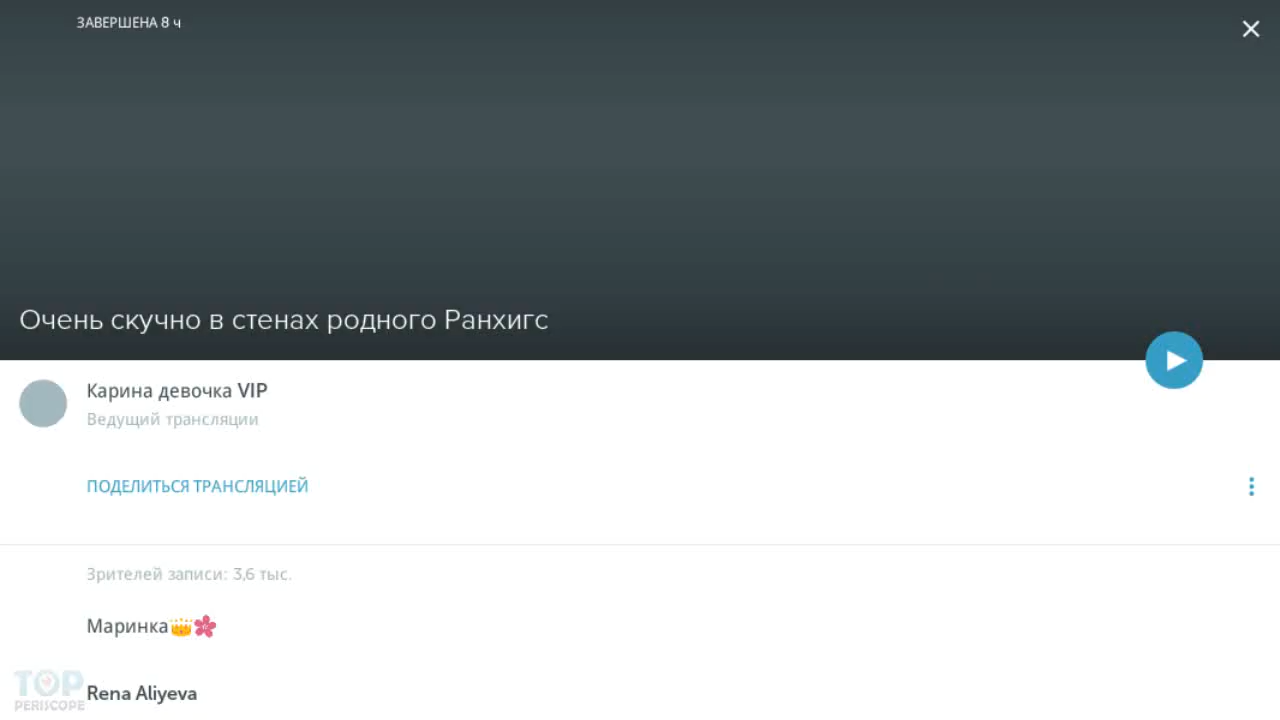 ЗАВЕРШЕНА 8 ч
Очень скучно в стенах родного Ранхигс
Карина девочка VIP
Ведущий трансляции
ПОДЕЛИТЬСЯ ТРАНСЛЯЦИЕЙ
Зрителей записи: 3,6 тыс.
Маринка👑🌸
Rena Aliyeva
TOP
PERISCOPE